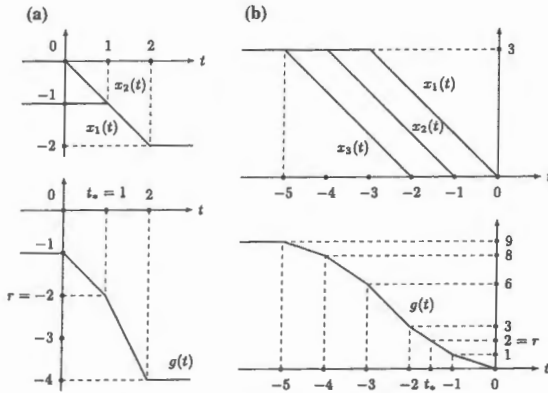 (a)
0 1 2 t
x₂(t)
−1
x₁(t)
−2
0 t* = 1 2 t
−1
r = −2
−3
g(t)
−4
(b)
3
x₁(t)
x₂(t)
x₃(t)
−5 −4 −3 −2 −1 0
9
8
6
g(t)
3
2 = r
1
−5 −4 −3 −2 t* −1 0 t